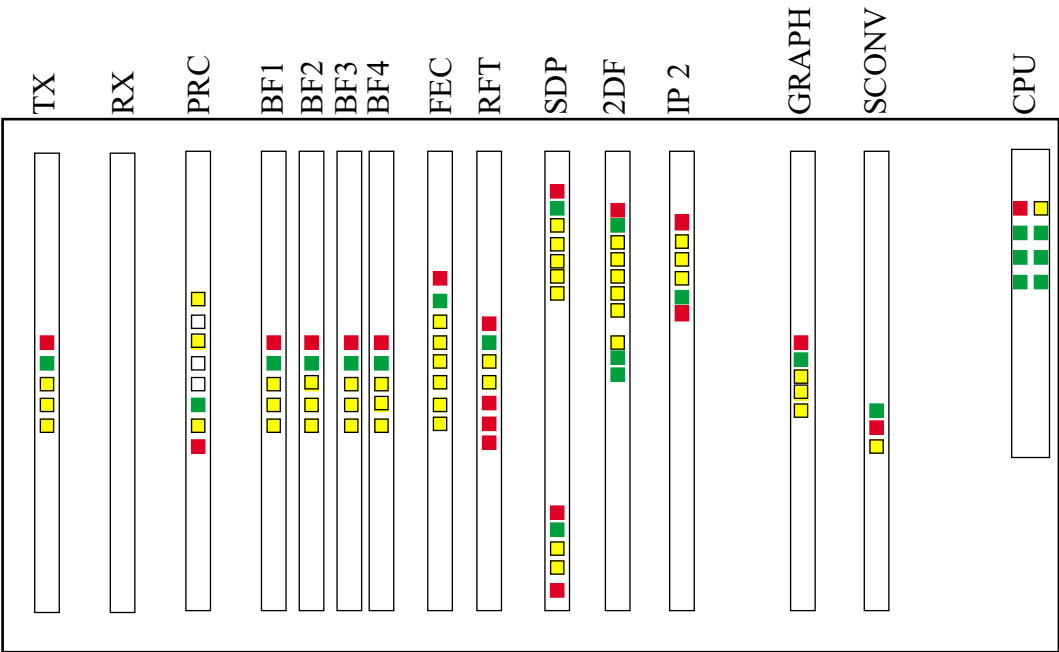 TX
RX
PRC
BF1
BF2
BF3
BF4
FEC
RFT
SDP
2DF
IP 2
GRAPH
SCONV
CPU